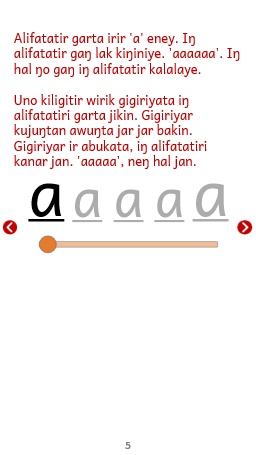 Alifatatir garta irir 'a' eney. Iŋ
alifatatir gaŋ lak kiŋiniye. 'aaaaaa'. Iŋ
hal ŋo gaŋ iŋ alifatatir kalalaye.
Uno kiligitir wirik gigiriyata iŋ
alifatatiri garta jikin. Gigiriyar
kujuŋtan awuŋta jar jar bakin.
Gigiriyar ir abukata, iŋ alifatatiri
kanar jan. 'aaaaa', neŋ hal jan.
a a a a a
5